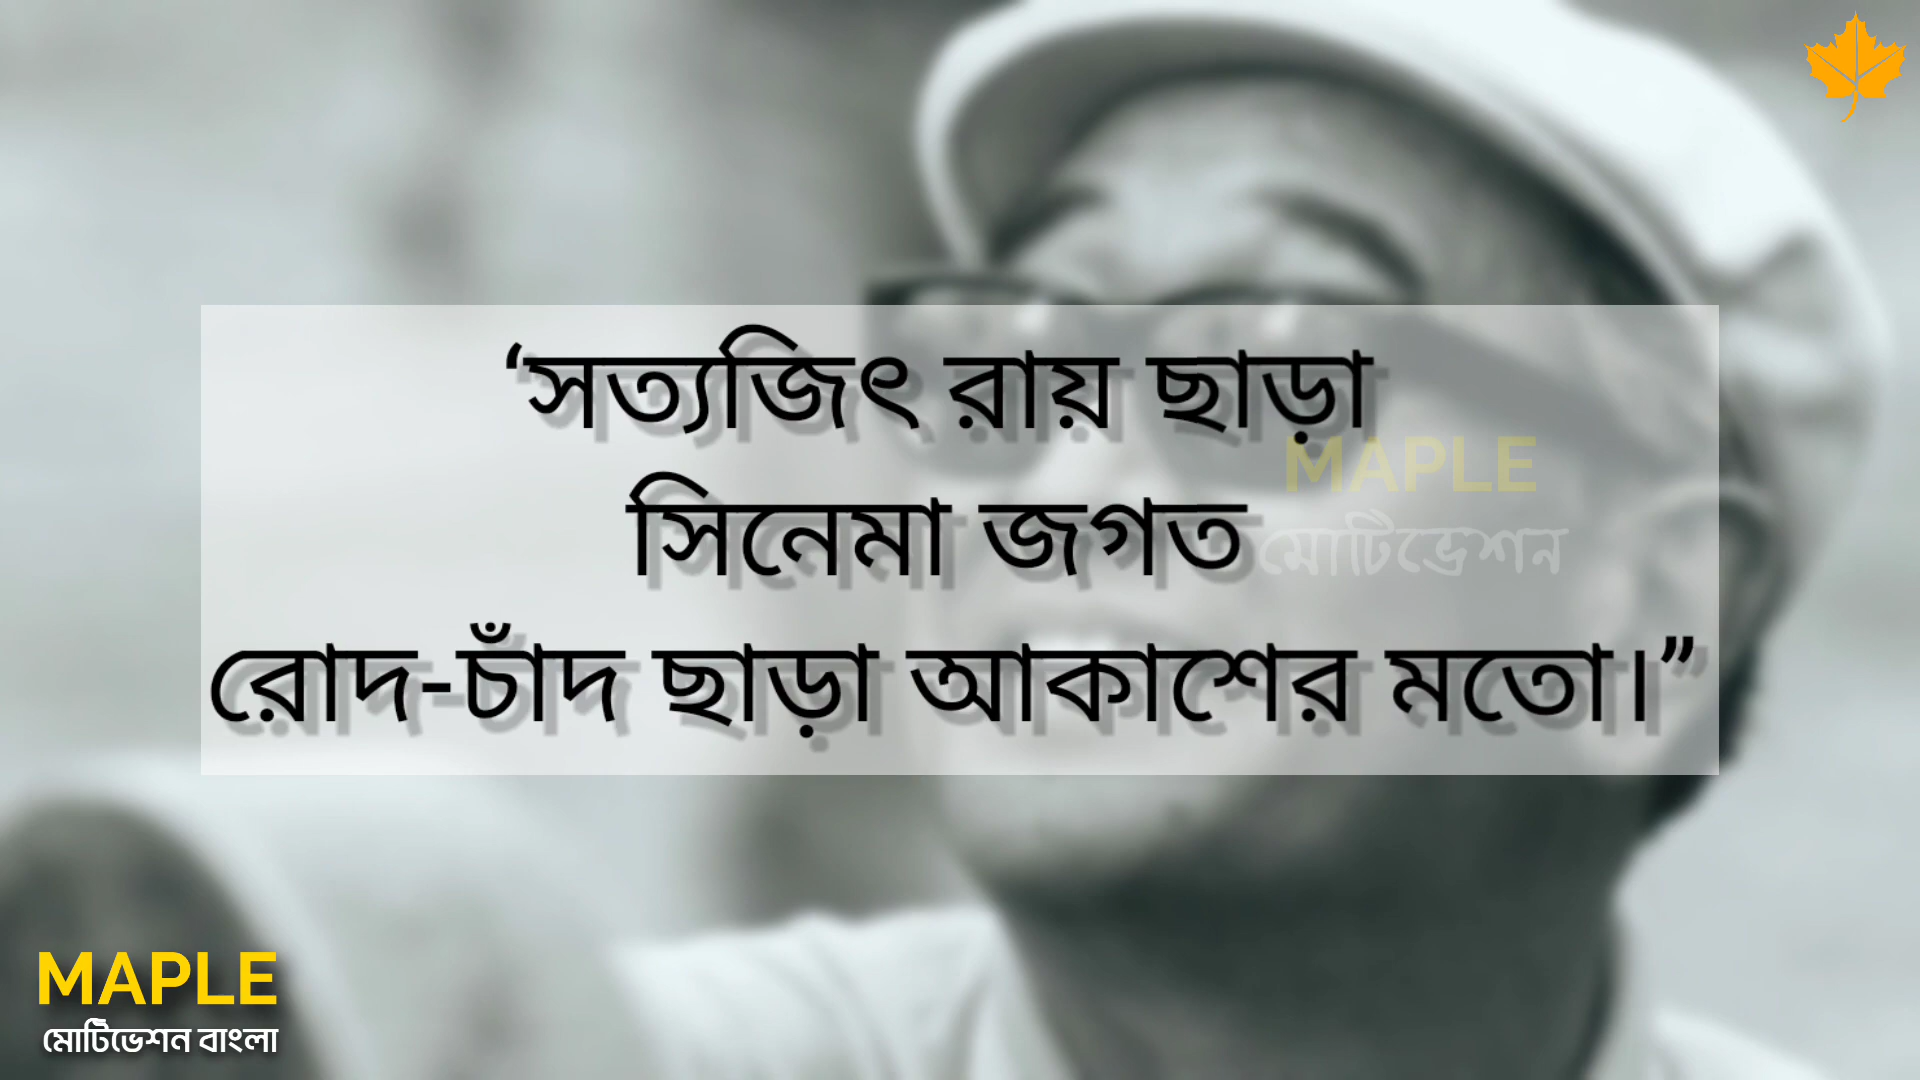 ‘সত্যজিৎ রায় ছাড়া
সিনেমা জগত
রোদ-চাঁদ ছাড়া আকাশের মতো।”
MAPLE
মোটিভেশন
MAPLE
মোটিভেশন বাংলা